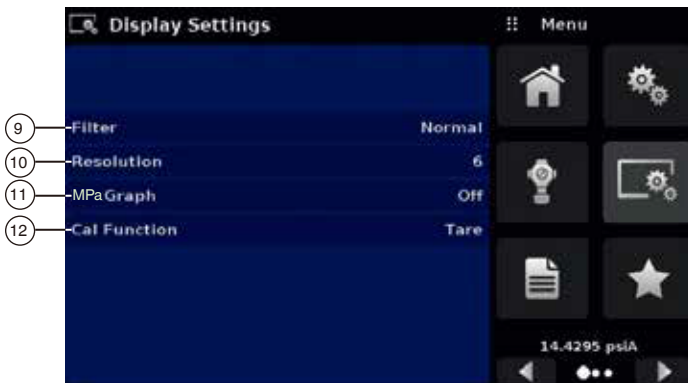 Display Settings
Menu
9 Filter Normal
10 Resolution 6
11 MPa Graph Off
12 Cal Function Tare
14.4295 psiA